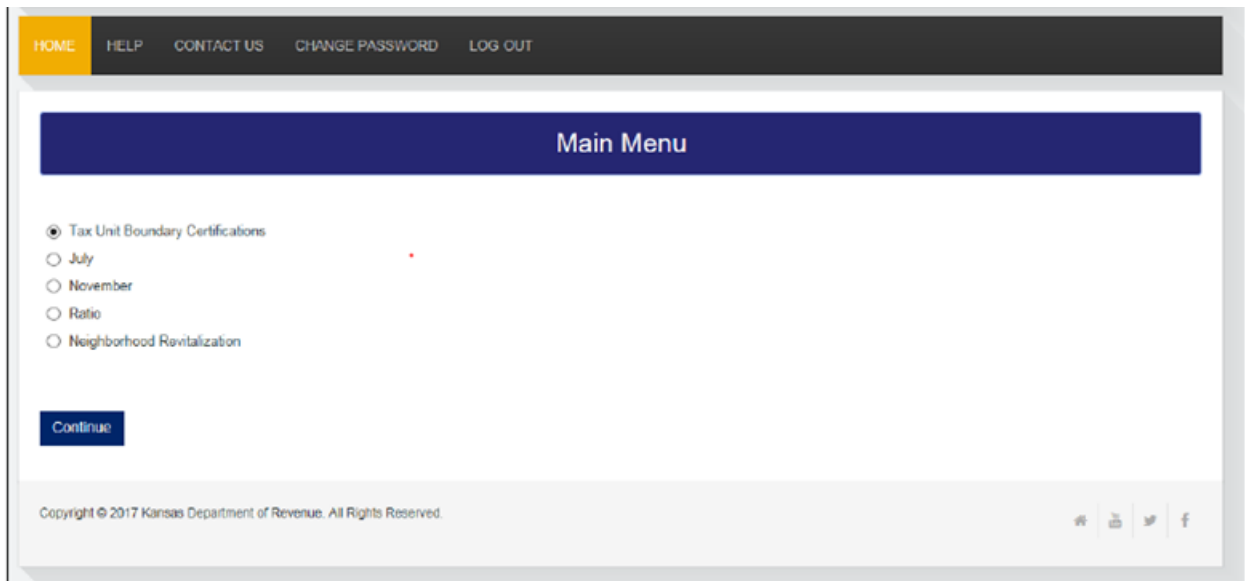 HOME HELP CONTACT US CHANGE PASSWORD LOG OUT
Main Menu
Tax Unit Boundary Certifications
July *
November
Ratio
Neighborhood Revitalization
Continue
Copyright © 2017 Kansas Department of Revenue. All Rights Reserved.